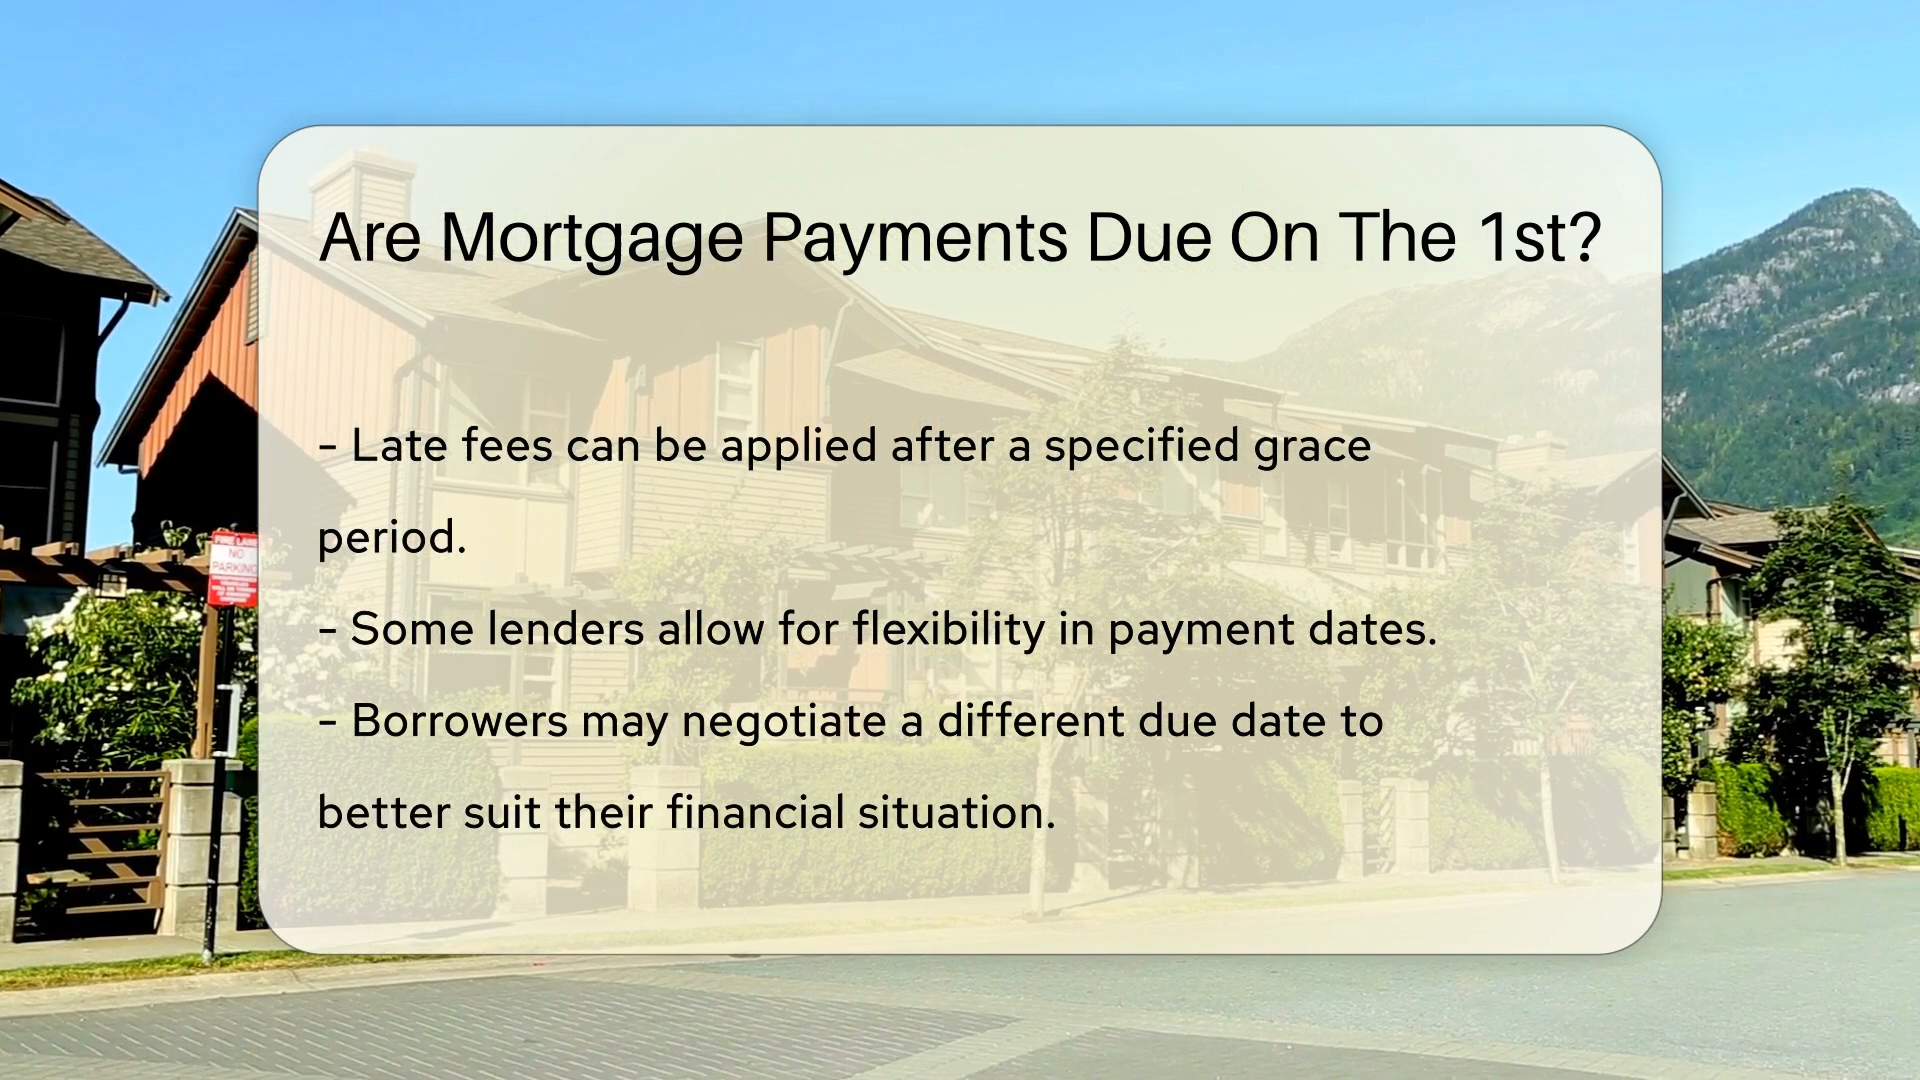 Are Mortgage Payments Due On The 1st?
- Late fees can be applied after a specified grace
period.
- Some lenders allow for flexibility in payment dates.
- Borrowers may negotiate a different due date to
better suit their financial situation.
FIRE LANE
NO
PARKING